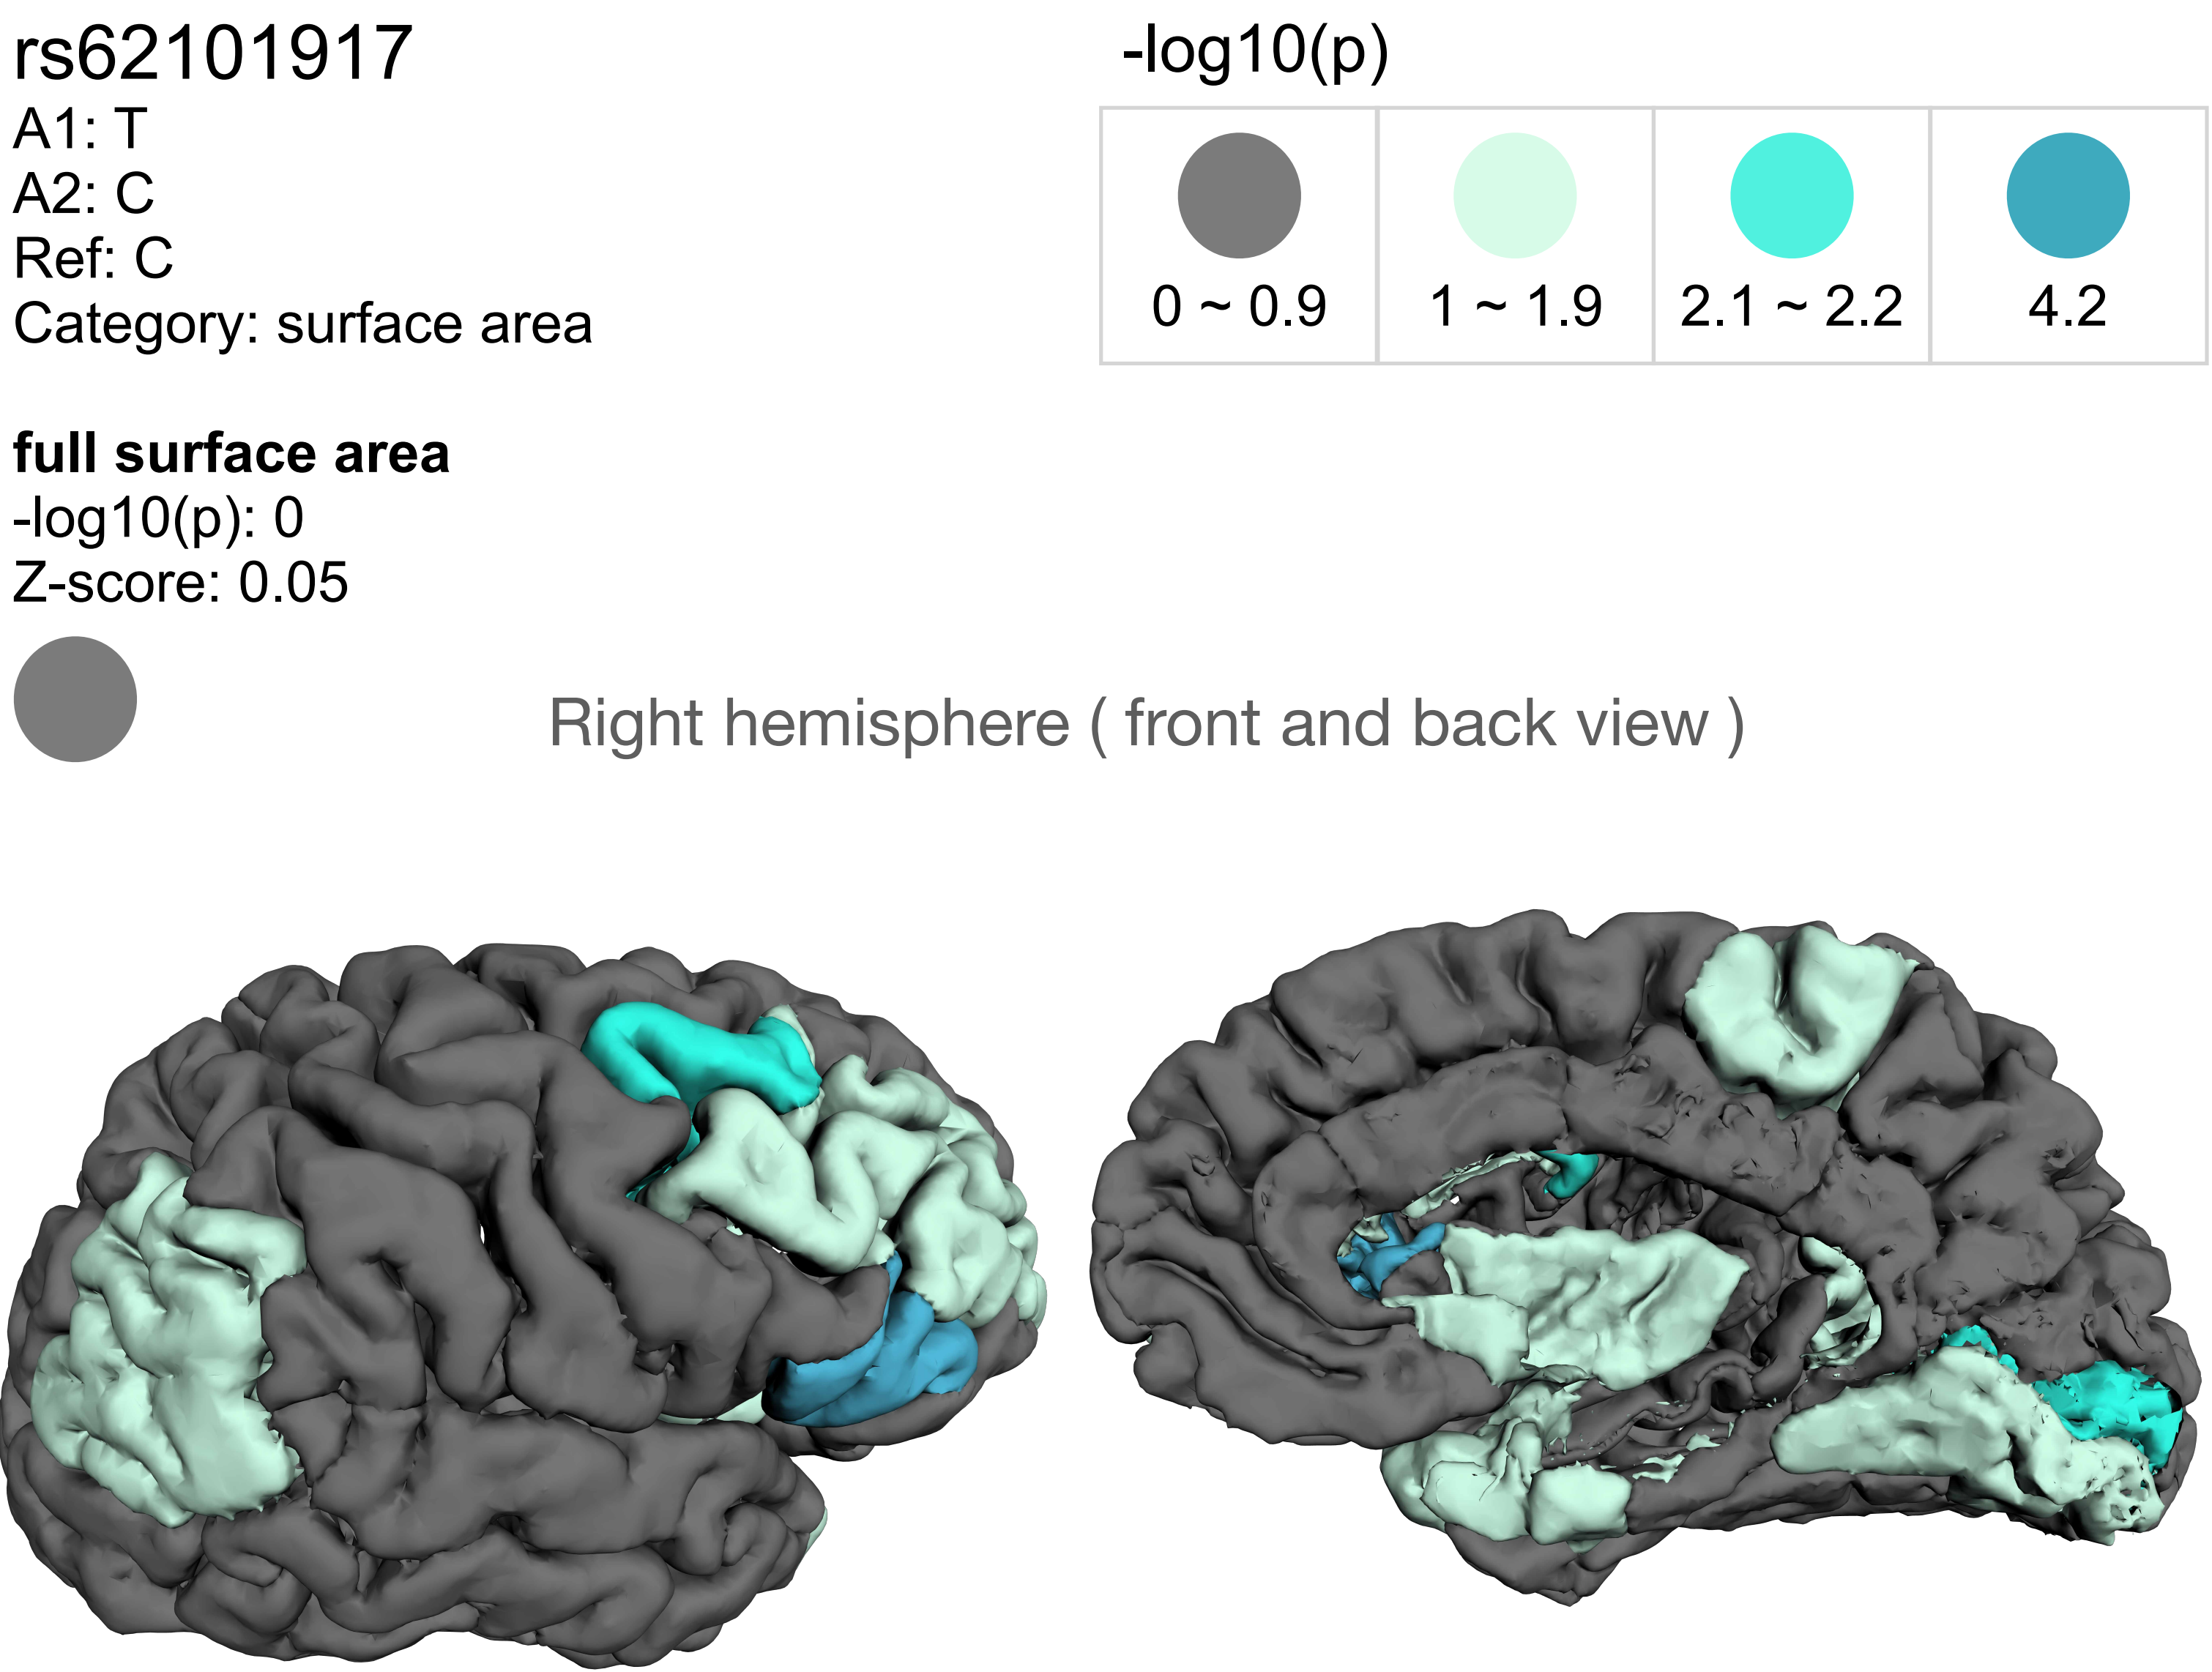 rs62101917
A1: T
A2: C
Ref: C
Category: surface area
full surface area
-log10(p): 0
Z-score: 0.05
-log10(p)
0 ~ 0.9
1 ~ 1.9
2.1 ~ 2.2
4.2
Right hemisphere ( front and back view )